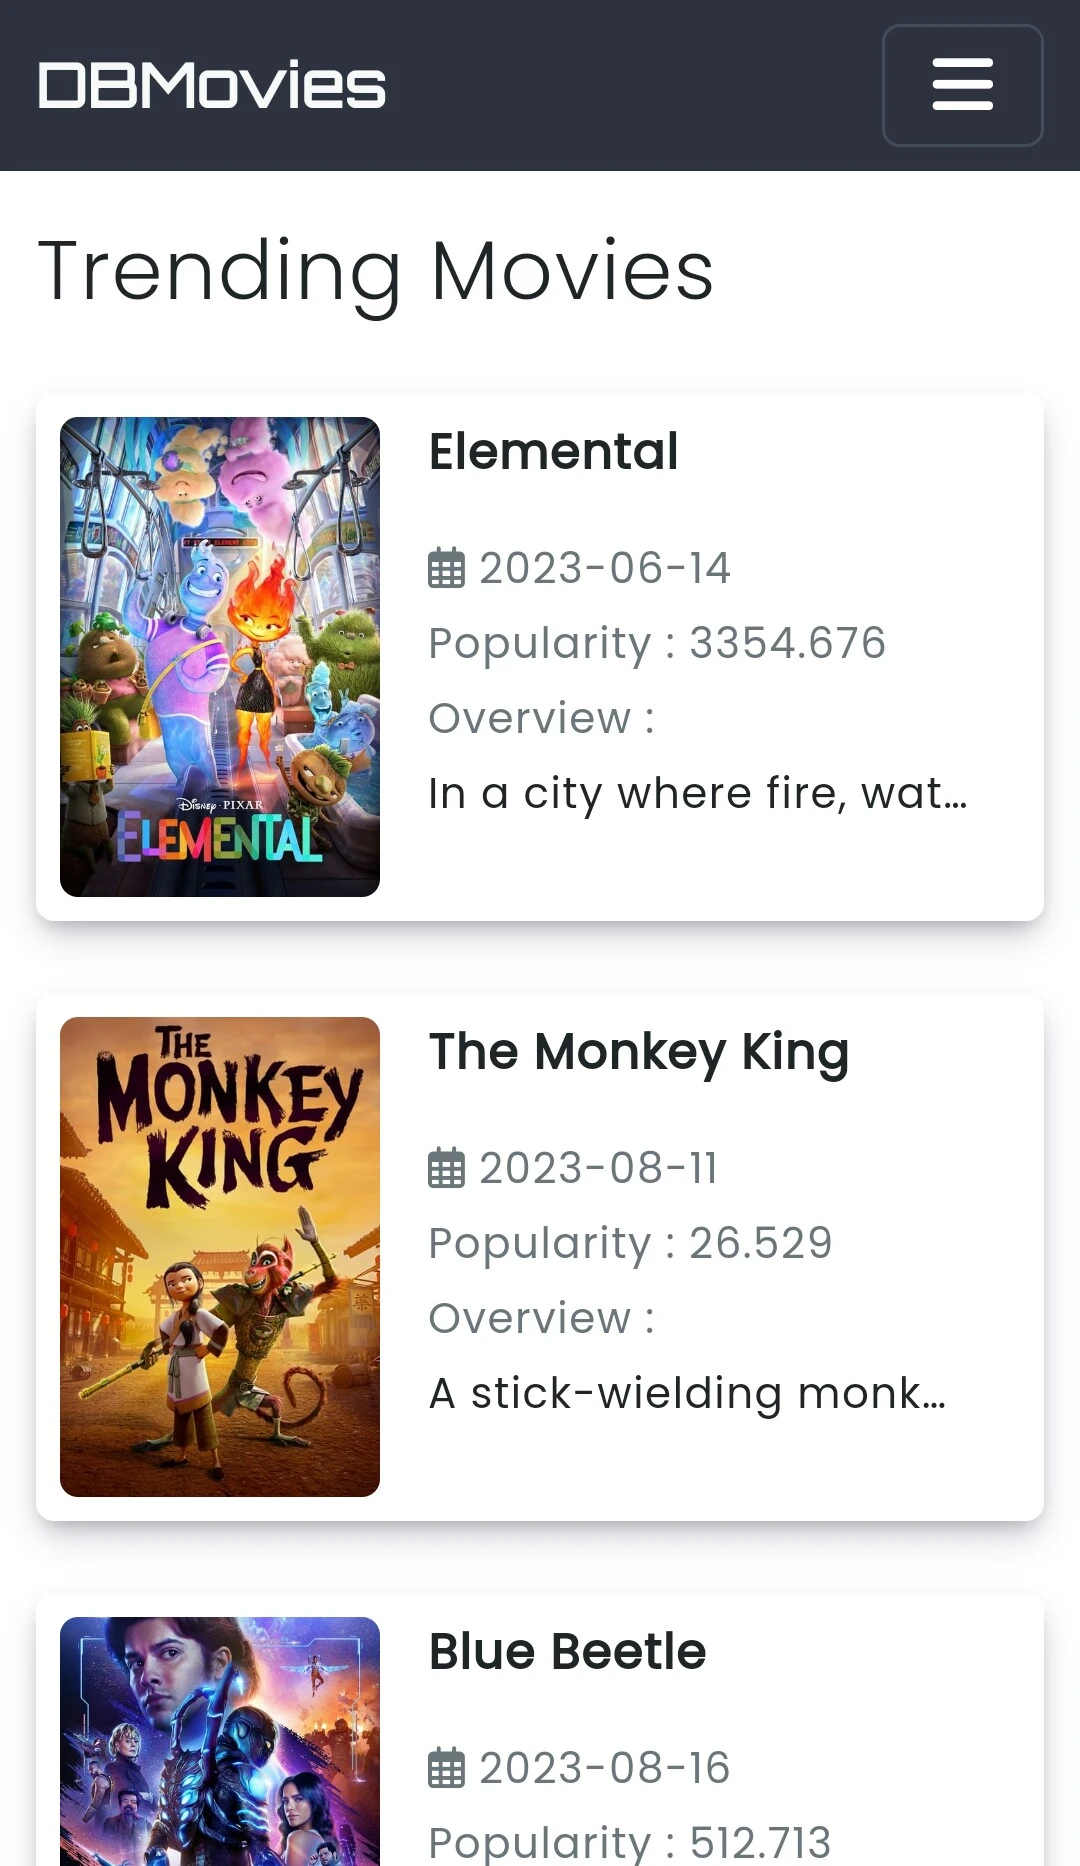 DBMovies
Trending Movies
Elemental
2023-06-14
Popularity : 3354.676
Overview :
In a city where fire, wat...
Disney · PIXAR
ELEMENTAL
The Monkey King
2023-08-11
Popularity : 26.529
Overview :
A stick-wielding monk...
THE
MONKEY
KING
Blue Beetle
2023-08-16
Popularity : 512.713